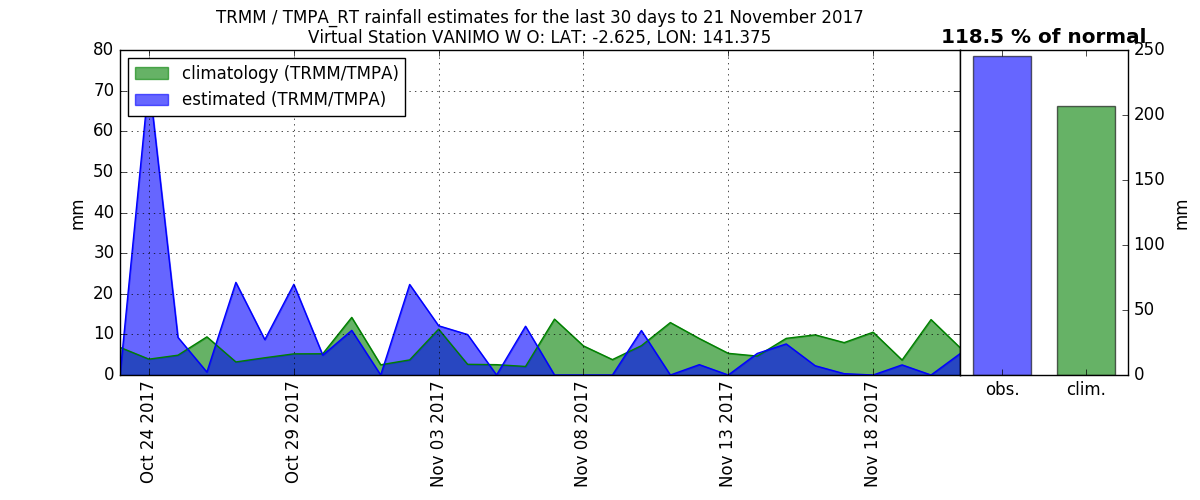 TRMM / TMPA_RT rainfall estimates for the last 30 days to 21 November 2017
Virtual Station VANIMO W O: LAT: -2.625, LON: 141.375
118.5 % of normal
climatology (TRMM/TMPA)
estimated (TRMM/TMPA)
mm
80
70
60
50
40
30
20
10
0
Oct 24 2017
Oct 29 2017
Nov 03 2017
Nov 08 2017
Nov 13 2017
Nov 18 2017
obs.
clim.
250
200
150
100
50
0
mm